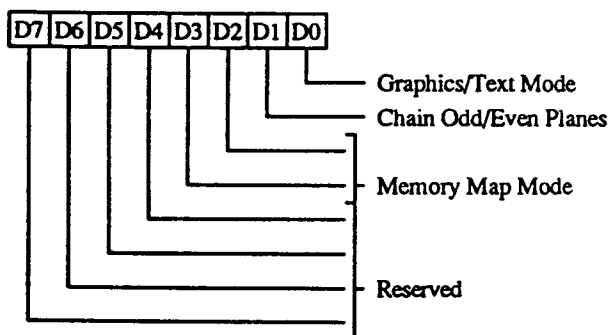 D7 D6 D5 D4 D3 D2 D1 D0
Graphics/Text Mode
Chain Odd/Even Planes
Memory Map Mode
Reserved